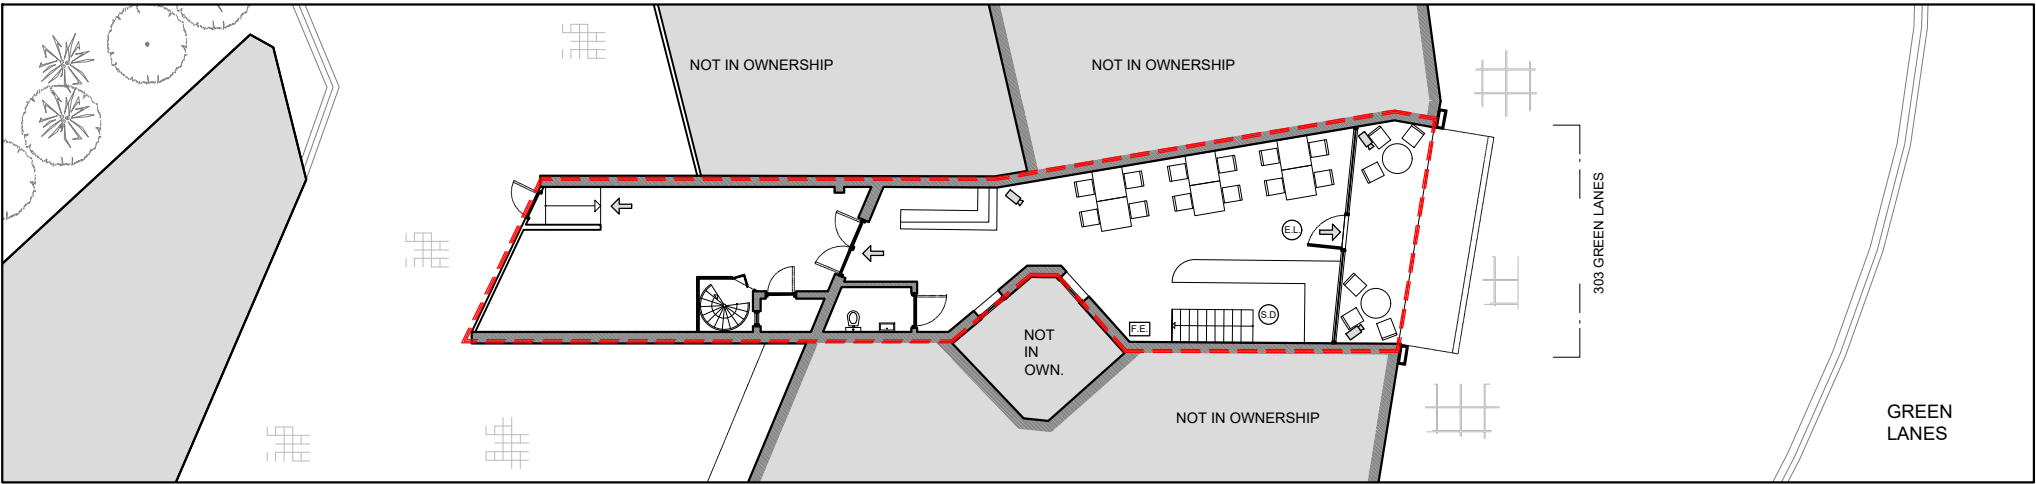 NOT IN OWNERSHIP
NOT IN OWNERSHIP
E.L
303 GREEN LANES
S.D
F.E.
NOT
IN
OWN.
NOT IN OWNERSHIP
GREEN
LANES